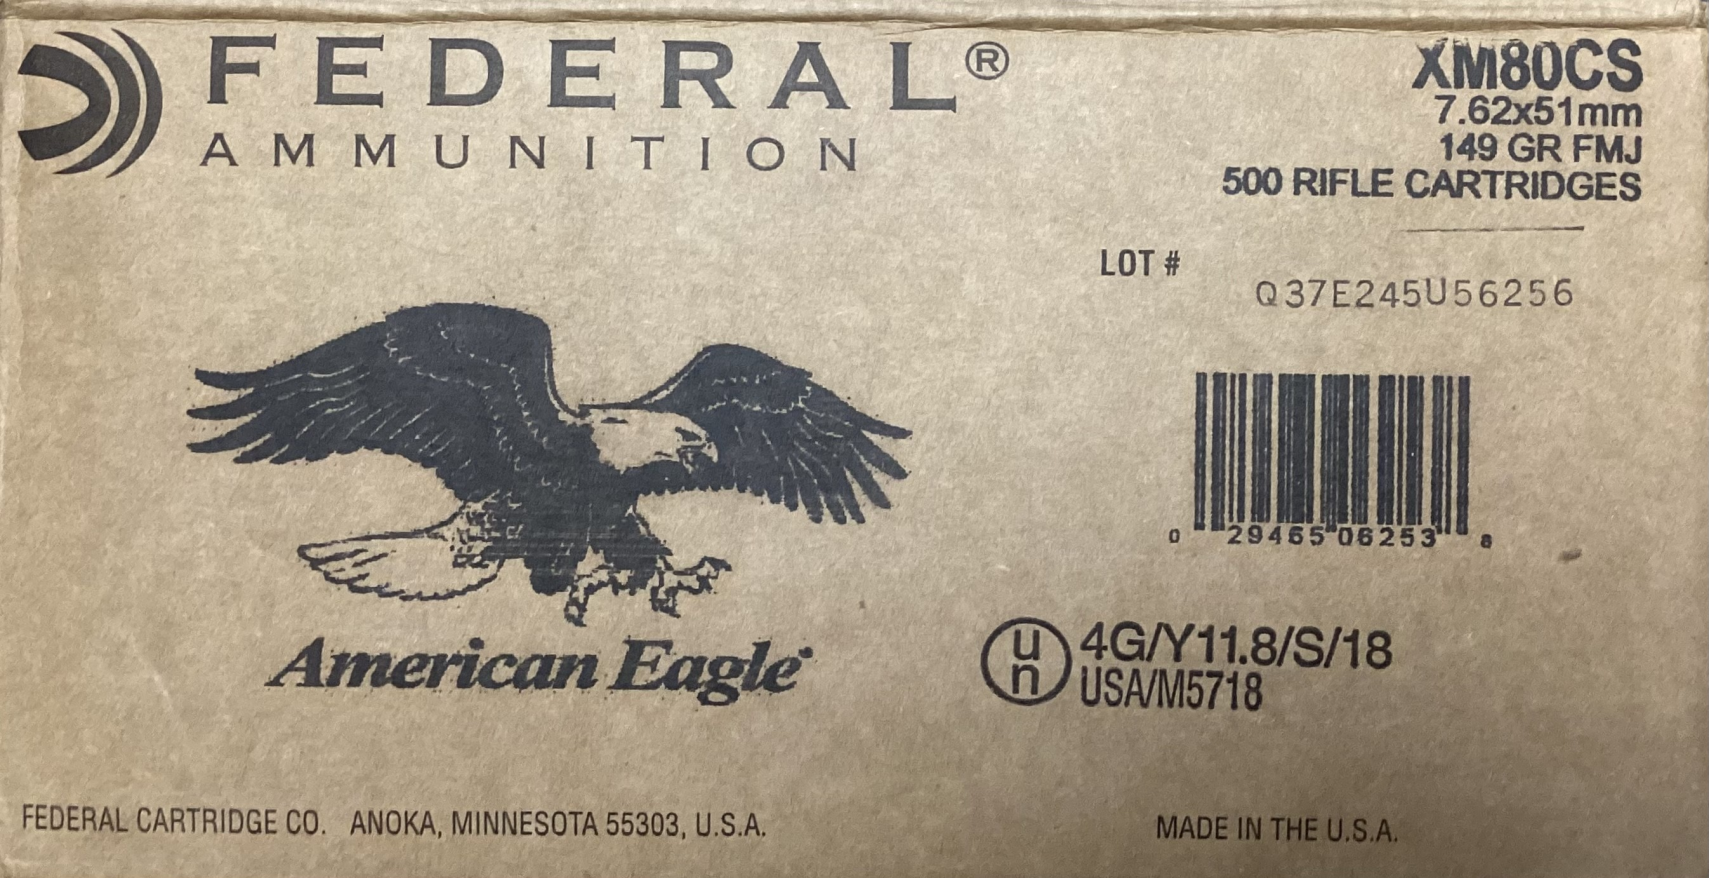 FEDERAL®
AMMUNITION
XM80CS
7.62x51mm
149 GR FMJ
500 RIFLE CARTRIDGES
LOT #
Q37E245U56256
0 29465 06253 8
American Eagle®
un
4G/Y11.8/S/18
USA/M5718
FEDERAL CARTRIDGE CO. ANOKA, MINNESOTA 55303, U.S.A.
MADE IN THE U.S.A.